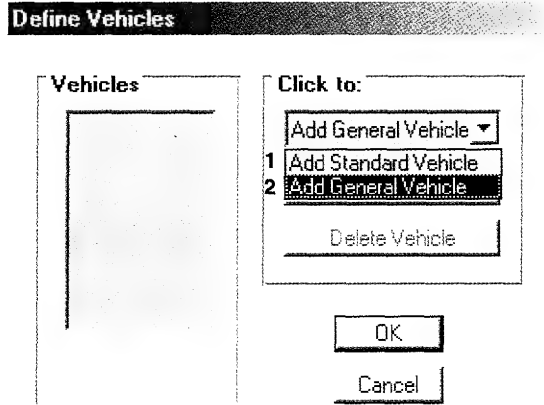 Define Vehicles
Vehicles
Click to:
Add General Vehicle
1 Add Standard Vehicle
2 Add General Vehicle
Delete Vehicle
OK
Cancel